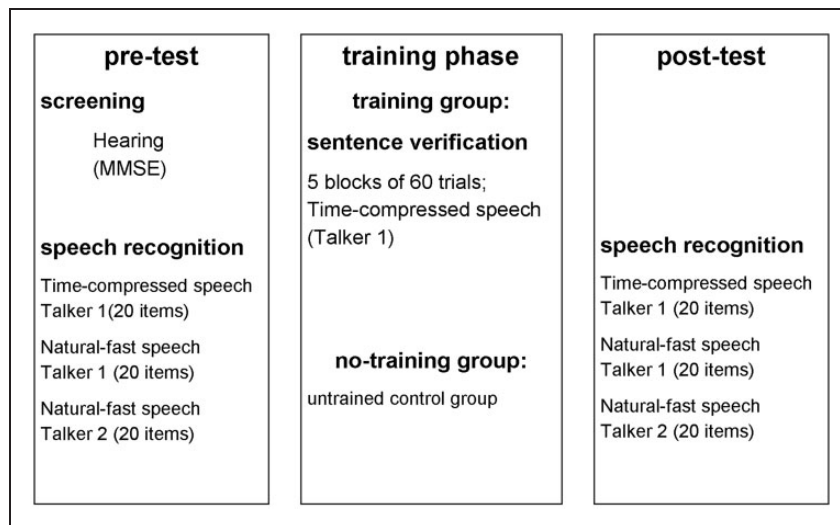 pre-test
screening
Hearing
(MMSE)
speech recognition
Time-compressed speech
Talker 1(20 items)
Natural-fast speech
Talker 1 (20 items)
Natural-fast speech
Talker 2 (20 items)
training phase
training group:
sentence verification
5 blocks of 60 trials;
Time-compressed speech
(Talker 1)
no-training group:
untrained control group
post-test
speech recognition
Time-compressed speech
Talker 1 (20 items)
Natural-fast speech
Talker 1 (20 items)
Natural-fast speech
Talker 2 (20 items)